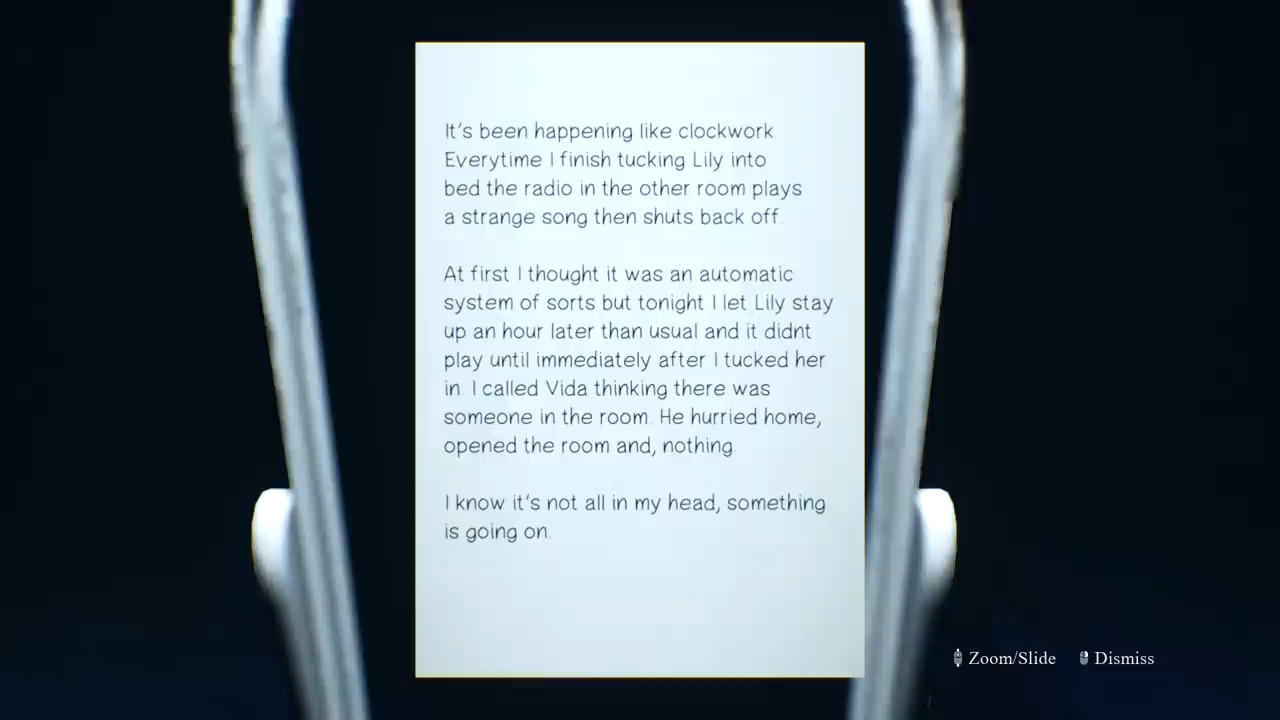 It's been happening like clockwork
Everytime I finish tucking Lily into
bed the radio in the other room plays
a strange song then shuts back off.
At first I thought it was an automatic
system of sorts but tonight I let Lily stay
up an hour later than usual and it didnt
play until immediately after I tucked her
in. I called Vida thinking there was
someone in the room. He hurried home,
opened the room and, nothing.
I know it's not all in my head, something
is going on.
Zoom/Slide Dismiss